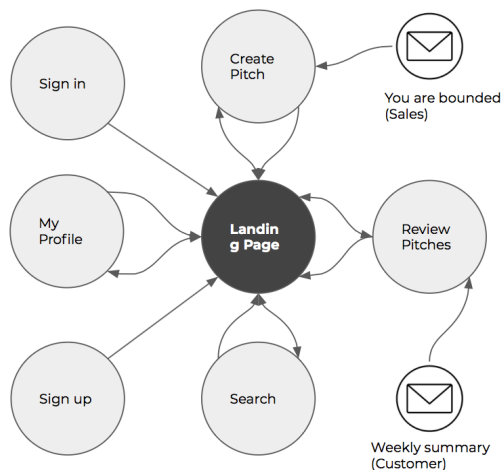 Sign in
Create
Pitch
You are bounded
(Sales)
My
Profile
Landin
g Page
Review
Pitches
Sign up
Search
Weekly summary
(Customer)